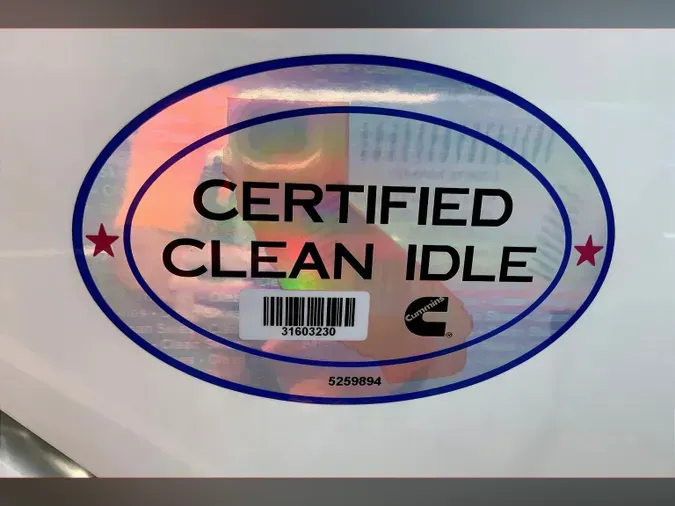 CERTIFIED
CLEAN IDLE
31603230
Cummins
5259894